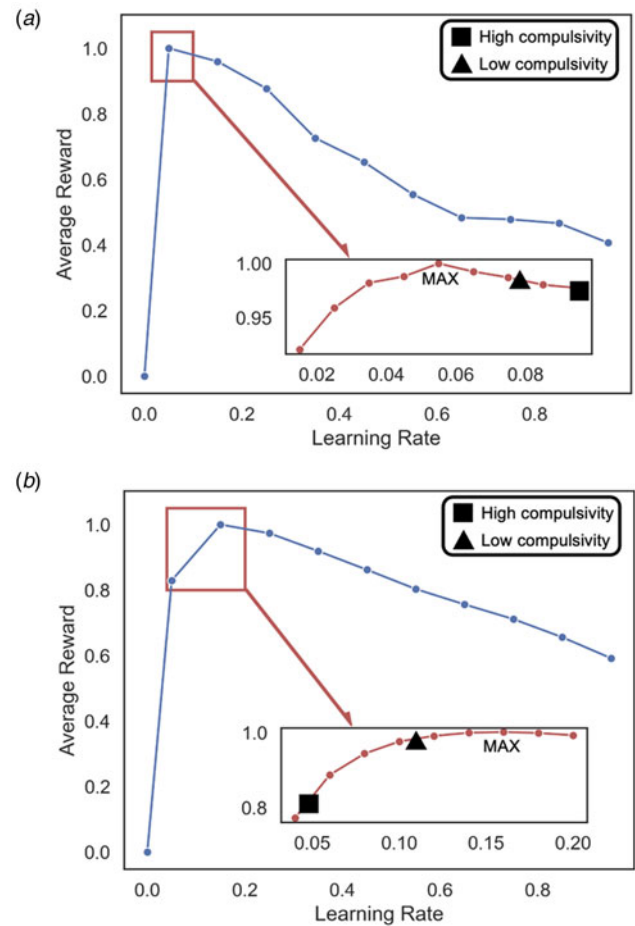 (a)
High compulsivity
Low compulsivity
1.0
0.8
0.6
0.4
0.2
0.0
Average Reward
1.00
0.95
MAX
0.02 0.04 0.06 0.08
0.0 0.2 0.4 0.6 0.8
Learning Rate
(b)
High compulsivity
Low compulsivity
1.0
0.8
0.6
0.4
0.2
0.0
Average Reward
1.0
0.8
MAX
0.05 0.10 0.15 0.20
0.0 0.2 0.4 0.6 0.8
Learning Rate